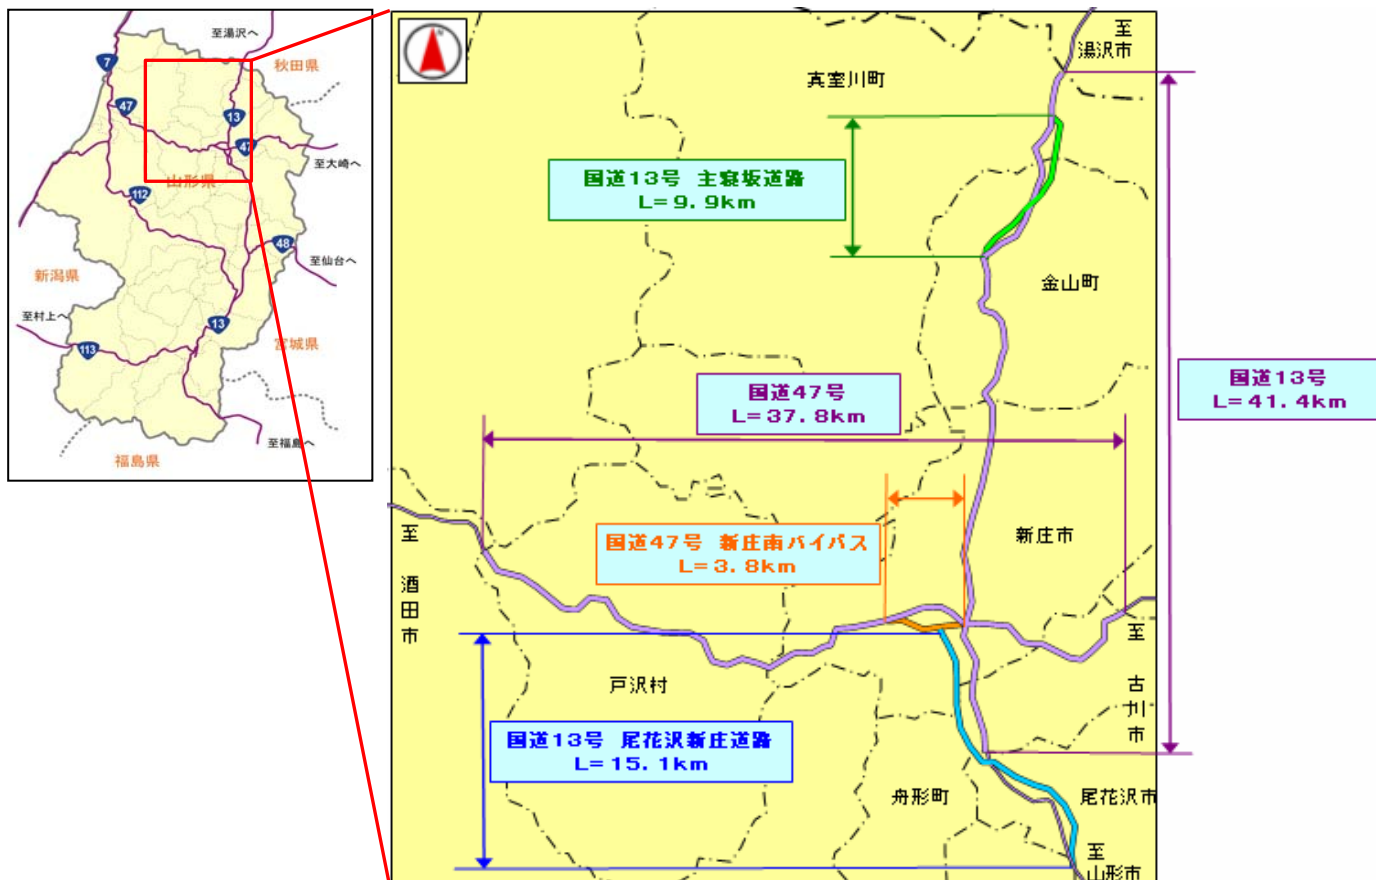 至湯沢へ
秋田県
7
47
13
47
至大崎へ
山形県
112
48
至仙台へ
新潟県
至村上へ
13
宮城県
113
至福島へ
福島県
N
至
湯沢市
真室川町
国道13号 主寝坂道路
L=9.9km
金山町
国道47号
L=37.8km
国道13号
L=41.4km
新庄市
国道47号 新庄南バイパス
L=3.8km
至
酒田市
至
古川市
戸沢村
国道13号 尾花沢新庄道路
L=15.1km
舟形町
尾花沢市
至
山形市